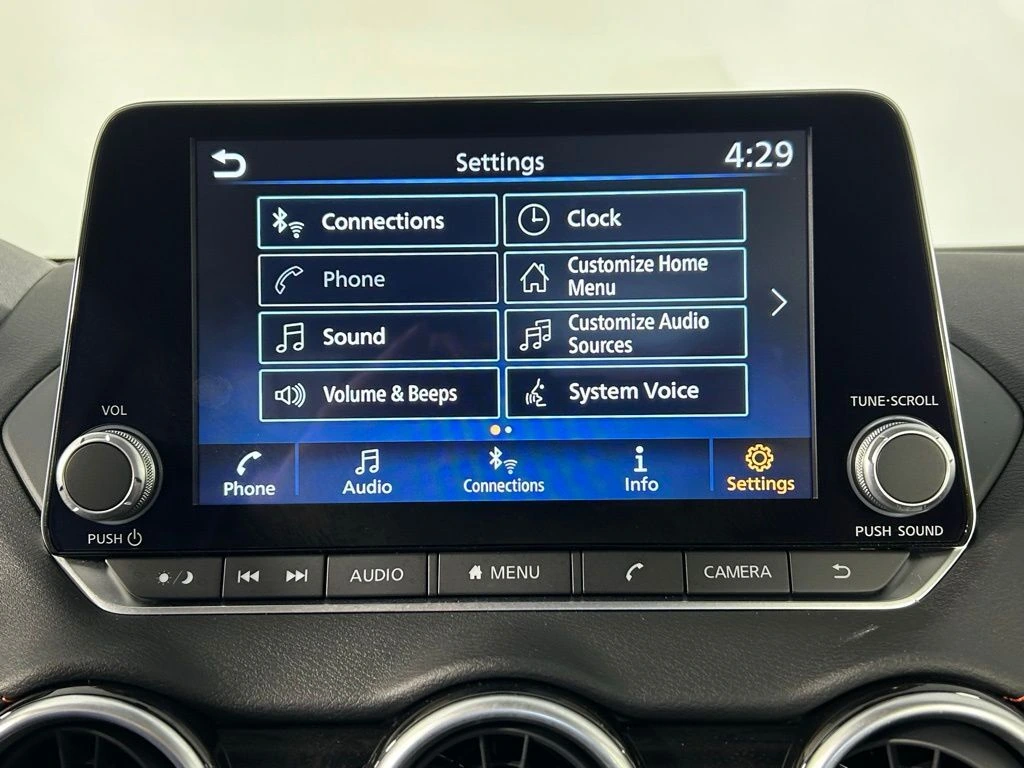 Settings
4:29
Connections
Clock
Phone
Customize Home
Menu
Sound
Customize Audio
Sources
Volume & Beeps
System Voice
VOL
TUNE·SCROLL
Phone
Audio
Connections
Info
Settings
PUSH
PUSH SOUND
AUDIO
MENU
CAMERA